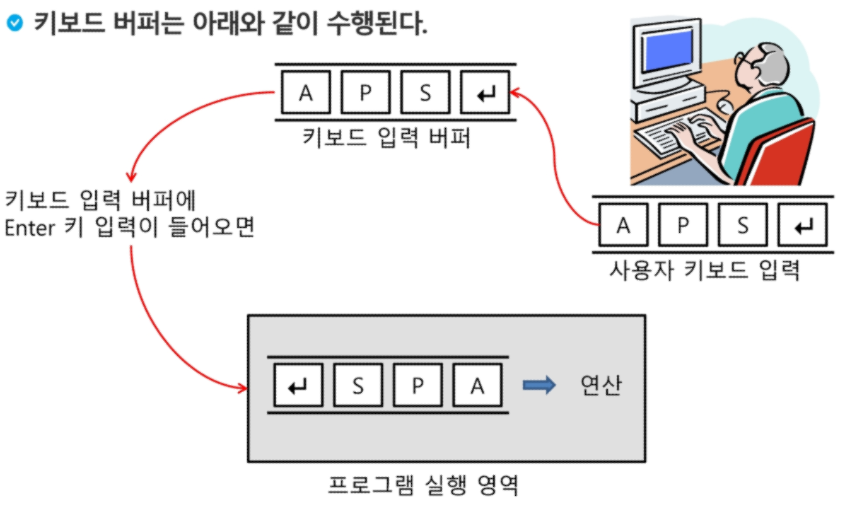 키보드 버퍼는 아래와 같이 수행된다.
A P S ↵
키보드 입력 버퍼
키보드 입력 버퍼에
Enter 키 입력이 들어오면
A P S ↵
사용자 키보드 입력
↵ S P A 연산
프로그램 실행 영역